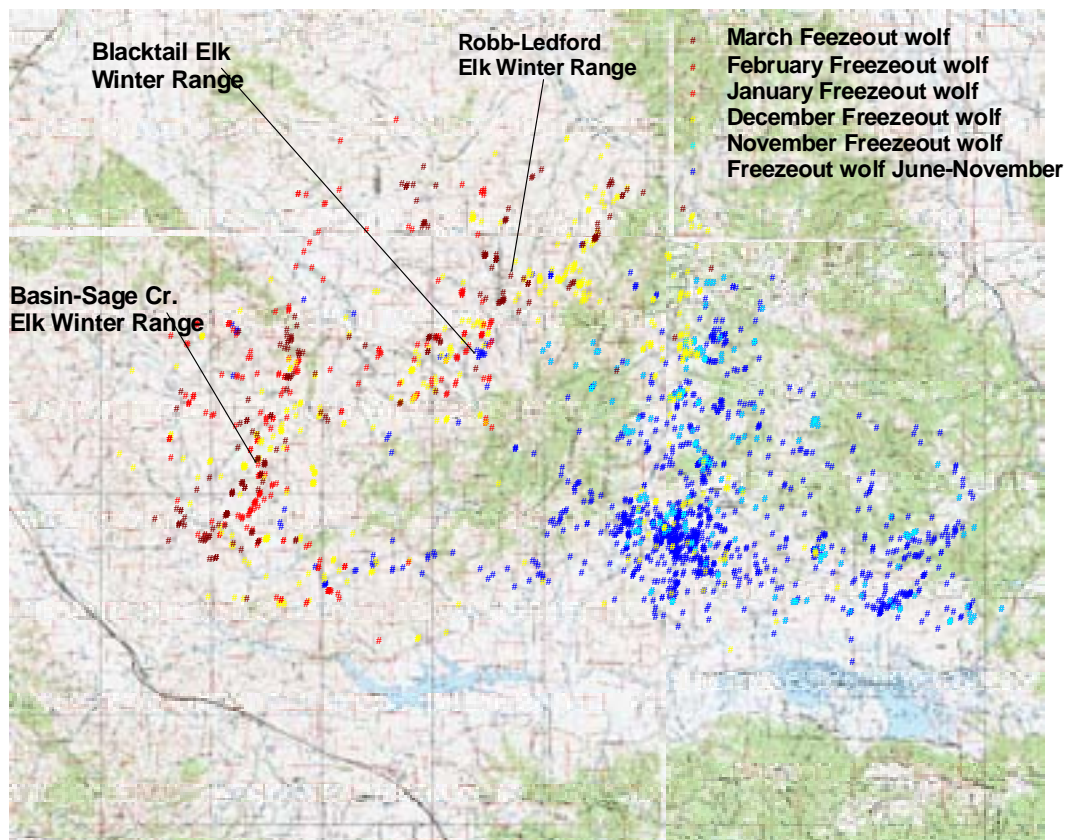 Blacktail Elk
Winter Range
Robb-Ledford
Elk Winter Range
# March Feezeout wolf
# February Freezeout wolf
# January Freezeout wolf
# December Freezeout wolf
# November Freezeout wolf
# Freezeout wolf June-November
Basin-Sage Cr.
Elk Winter Range